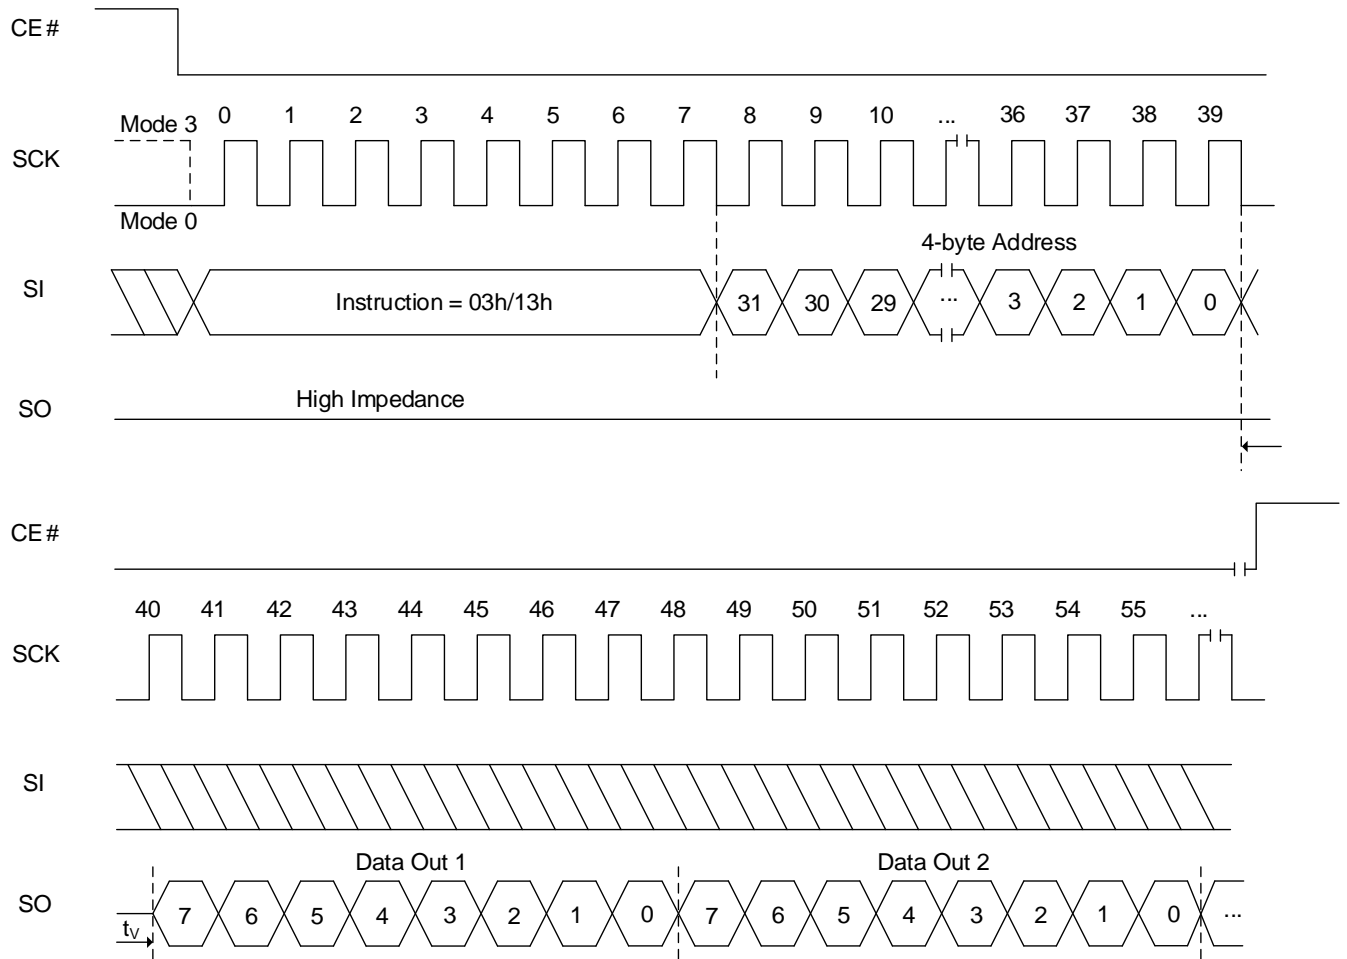 CE#
0 1 2 3 4 5 6 7 8 9 10 ... 36 37 38 39
Mode 3
SCK
Mode 0
4-byte Address
SI
Instruction = 03h/13h
31 30 29 ... 3 2 1 0
High Impedance
SO
CE#
40 41 42 43 44 45 46 47 48 49 50 51 52 53 54 55 ...
SCK
SI
Data Out 1 Data Out 2
SO
7 6 5 4 3 2 1 0 7 6 5 4 3 2 1 0 ...
tV